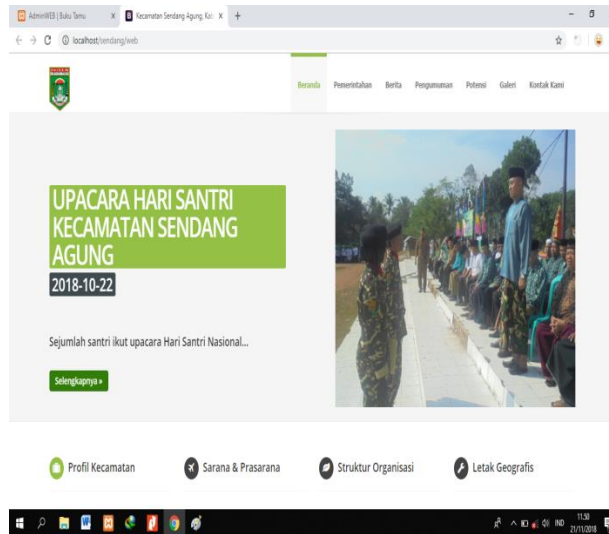 AdminWEB | Buku Tamu
Kecamatan Sendang Agung, Ka
localhost/sendang/web
Beranda Pemerintahan Berita Pengumuman Potensi Galeri Kontak Kami
UPACARA HARI SANTRI
KECAMATAN SENDANG
AGUNG
2018-10-22
Sejumlah santri ikut upacara Hari Santri Nasional...
Selengkapnya »
Profil Kecamatan Sarana & Prasarana Struktur Organisasi Letak Geografis
IND 11.50
21/11/2018